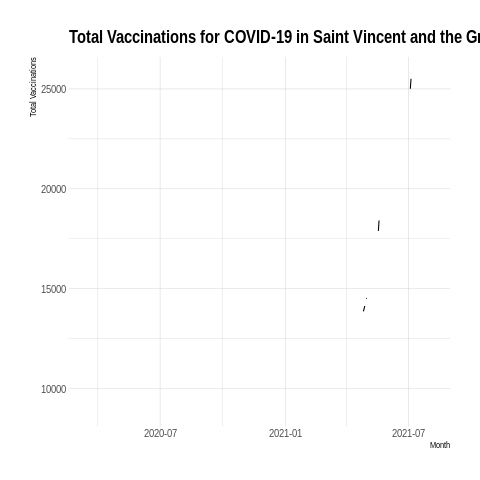 Total Vaccinations for COVID-19 in Saint Vincent and the Gr
Total Vaccinations
25000
20000
15000
10000
2020-07
2021-01
2021-07
Month